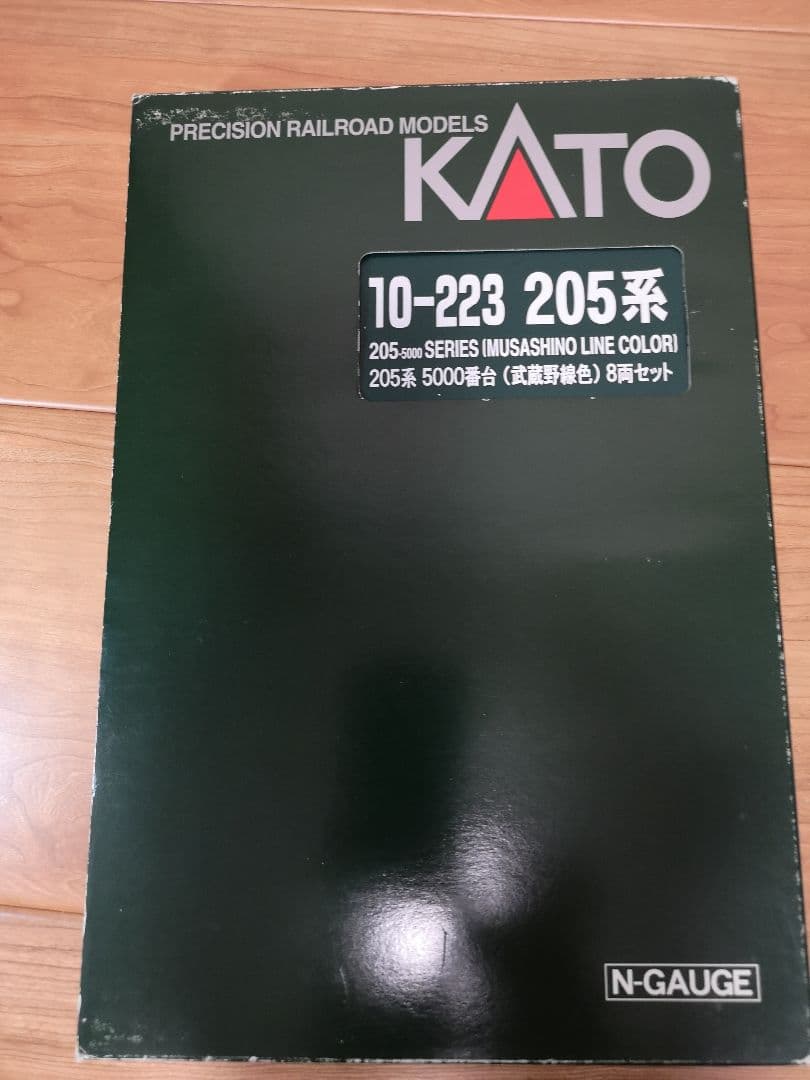 PRECISION RAILROAD MODELS
KATO
10-223 205系
205-5000 SERIES (MUSASHINO LINE COLOR)
205系 5000番台 (武蔵野線色) 8両セット
N-GAUGE